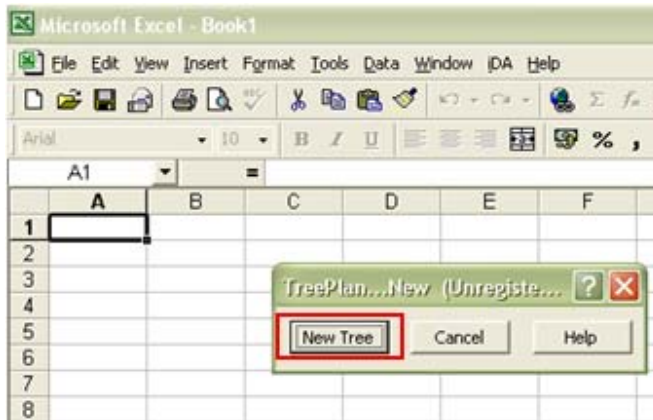 Microsoft Excel - Book1
File Edit View Insert Format Tools Data Window iDA Help
Arial 10 B I U % ,
A1 =
A B C D E F
1
2
3
TreePlan...New (Unregiste... ?
4
5
New Tree Cancel Help
6
7
8